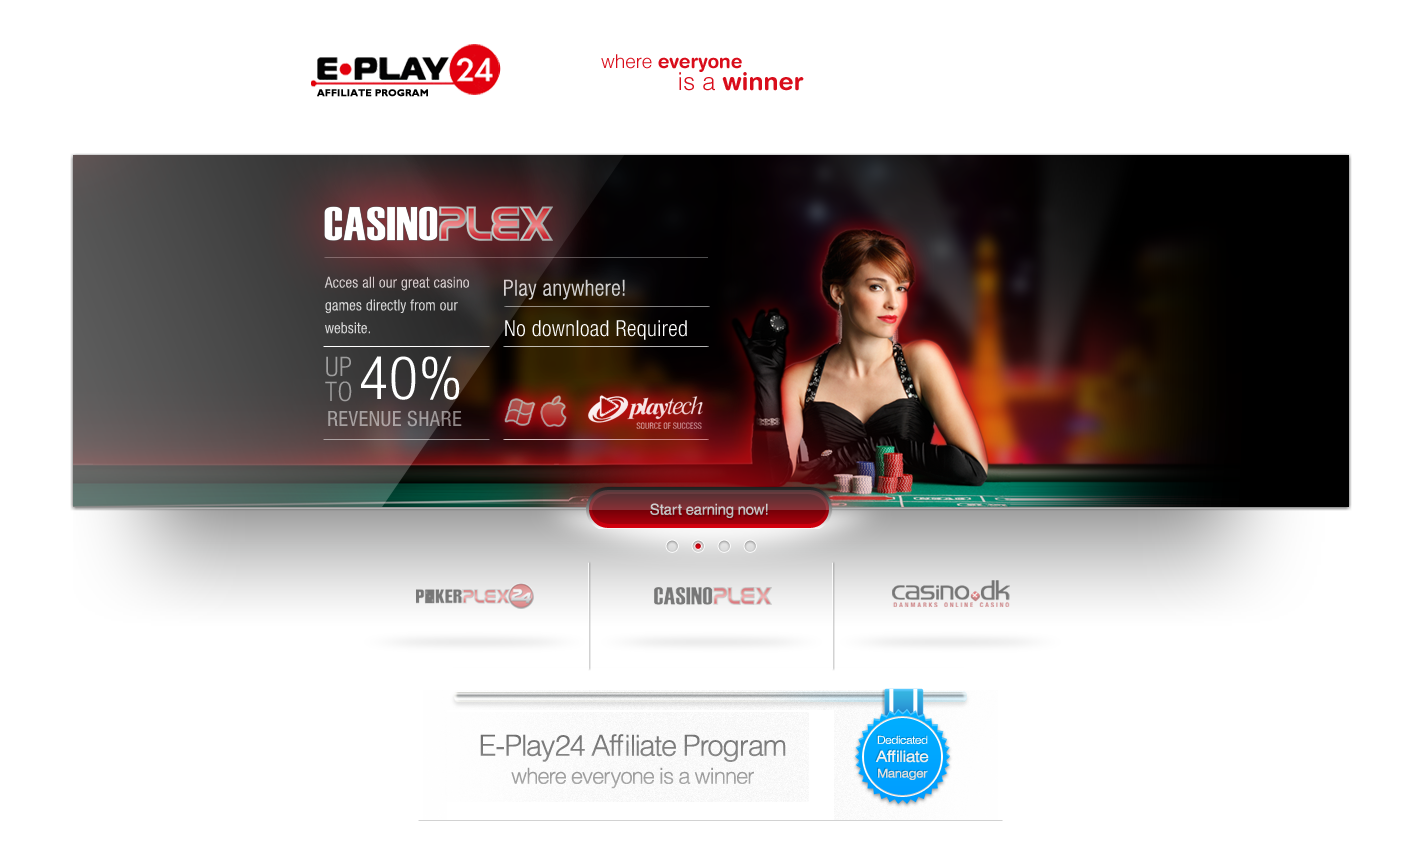 E•PLAY 24
AFFILIATE PROGRAM
where everyone
is a winner
CASINOPLEX
Acces all our great casino
games directly from our
website.
UP TO 40%
REVENUE SHARE
Play anywhere!
No download Required
playtech
SOURCE OF SUCCESS
Start earning now!
POKERPLEX24
CASINOPLEX
casino.dk
DANMARKS ONLINE CASINO
E-Play24 Affiliate Program
where everyone is a winner
Dedicated
Affiliate
Manager